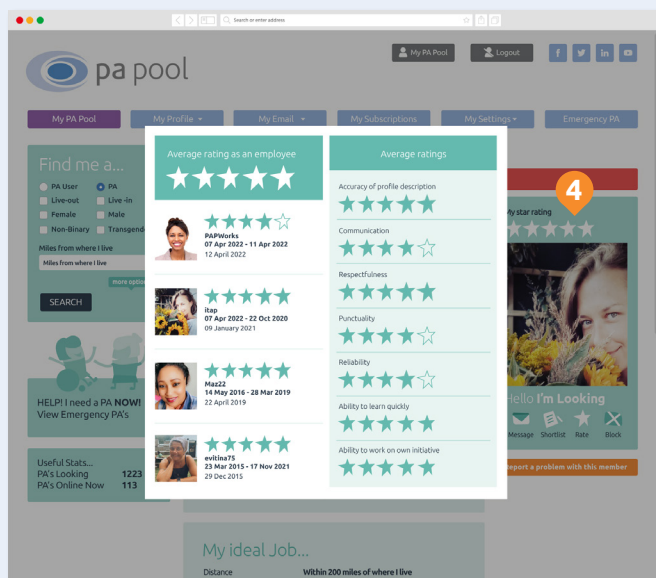 Search or enter address
pa pool
My PA Pool
Logout
My PA Pool
My Profile
My Email
My Subscriptions
My Settings
Emergency PA
Find me a...
PA User
PA
Live-out
Live -in
Female
Male
Non-Binary
Miles from where I live
Miles from where I live
SEARCH
HELP! I need a PA NOW!
View Emergency PA's
Useful Stats...
PA's Looking 1223
PA's Online Now 113
Average rating as an employee
PAPWorks
07 Apr 2022 - 11 Apr 2022
12 April 2022
itap
07 Apr 2022 - 22 Oct 2020
09 January 2021
Maz22
14 May 2016 - 28 Mar 2019
22 April 2019
evitina75
23 Mar 2015 - 17 Nov 2021
29 Dec 2015
Average ratings
Accuracy of profile description
Communication
Respectfulness
Punctuality
Reliability
Ability to learn quickly
Ability to work on own initiative
4
My star rating
Hello I'm Looking
Message Shortlist Rate Block
Report a problem with this member
My ideal Job...
Distance Within 200 miles of where I live